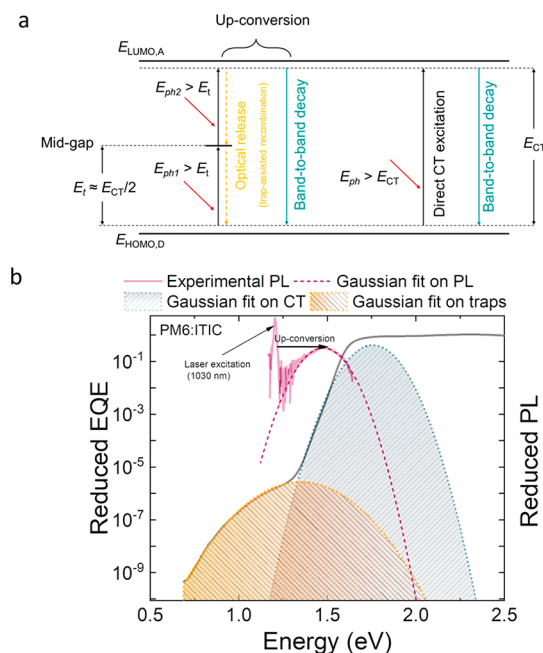 a
Up-conversion
E_LUMO,A
E_ph2 > E_t
Mid-gap
E_t ≈ E_CT/2
E_ph1 > E_t
Optical release
(trap-assisted recombination)
Band-to-band decay
E_ph > E_CT
Direct CT excitation
Band-to-band decay
E_CT
E_HOMO,D
b
Experimental PL
Gaussian fit on PL
Gaussian fit on CT
Gaussian fit on traps
PM6:ITIC
Up-conversion
Laser excitation
(1030 nm)
Reduced EQE
10⁻¹
10⁻³
10⁻⁵
10⁻⁷
10⁻⁹
Reduced PL
0.5 1.0 1.5 2.0 2.5
Energy (eV)